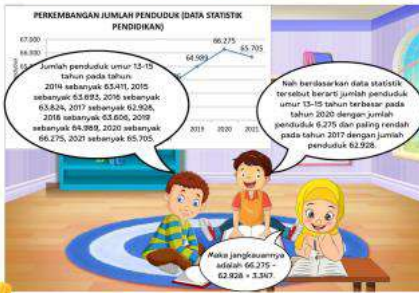 PERKEMBANGAN JUMLAH PENDUDUK (DATA STATISTIK
PENDIDIKAN)
67.000
66.000
66.275
65.705
64.989
2019
2020
2021
Jumlah penduduk umur 13-15
tahun pada tahun:
2014 sebanyak 63.411, 2015
sebanyak 63.693, 2016 sebanyak
63.824, 2017 sebanyak 62.928,
2018 sebanyak 63.606, 2019
sebanyak 64.989, 2020 sebanyak
66.275, 2021 sebanyak 65.705.
Nah berdasarkan data statistik
tersebut berarti jumlah penduduk
umur 13-15 tahun terbesar pada
tahun 2020 dengan jumlah
penduduk 6.275 dan paling rendah
pada tahun 2017 dengan jumlah
penduduk 62.928.
Maka jangkauannya
adalah 66.275 -
62.928 = 3.347.